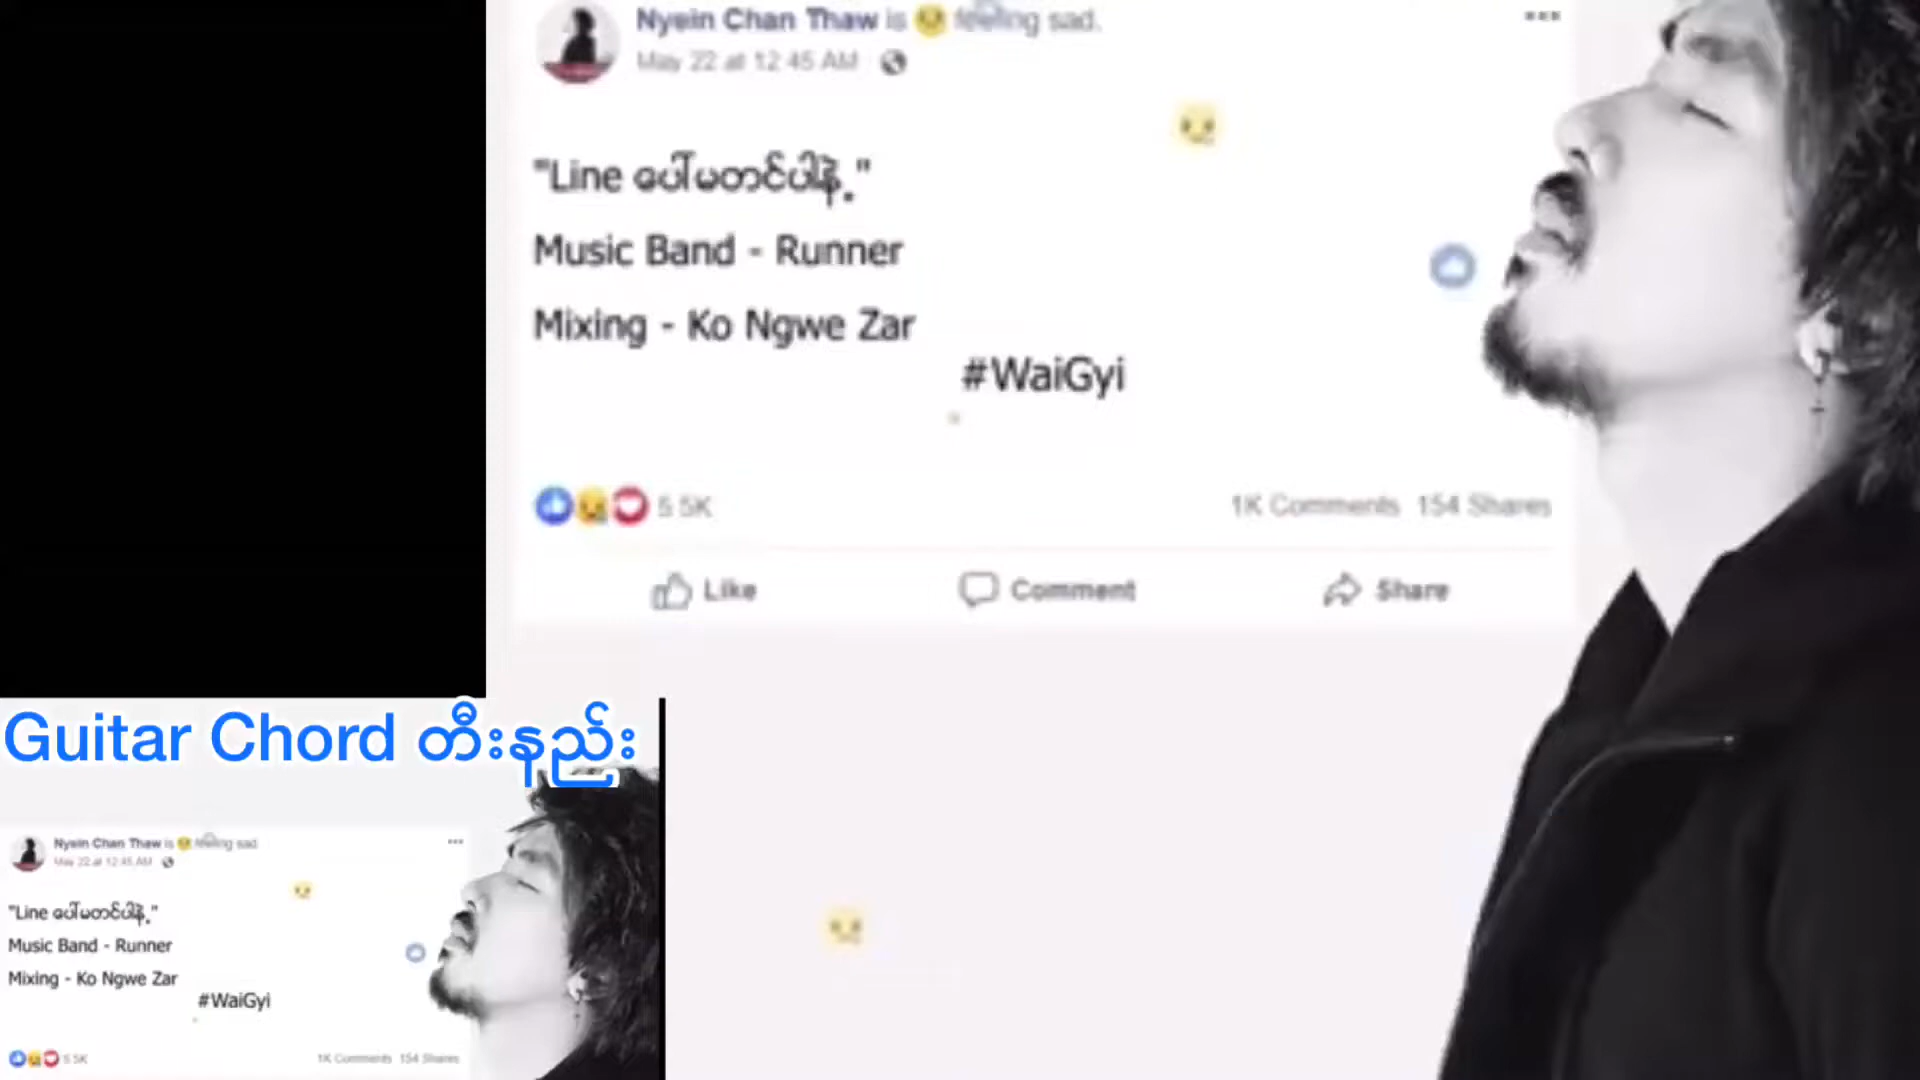 Nyein Chan Thaw is feeling sad.
May 22 at 12:45 AM
"Line ပေါ်မတင်ပါနဲ့"
Music Band - Runner
Mixing - Ko Ngwe Zar
#WaiGyi
5.5K
1K Comments 154 Shares
Like Comment Share
Guitar Chord တီးနည်း
Nyein Chan Thaw is feeling sad
May 22 at 12:45 AM
"Line ပေါ်မတင်ပါနဲ့"
Music Band - Runner
Mixing - Ko Ngwe Zar
#WaiGyi
5.5K
1K Comments 154 Shares